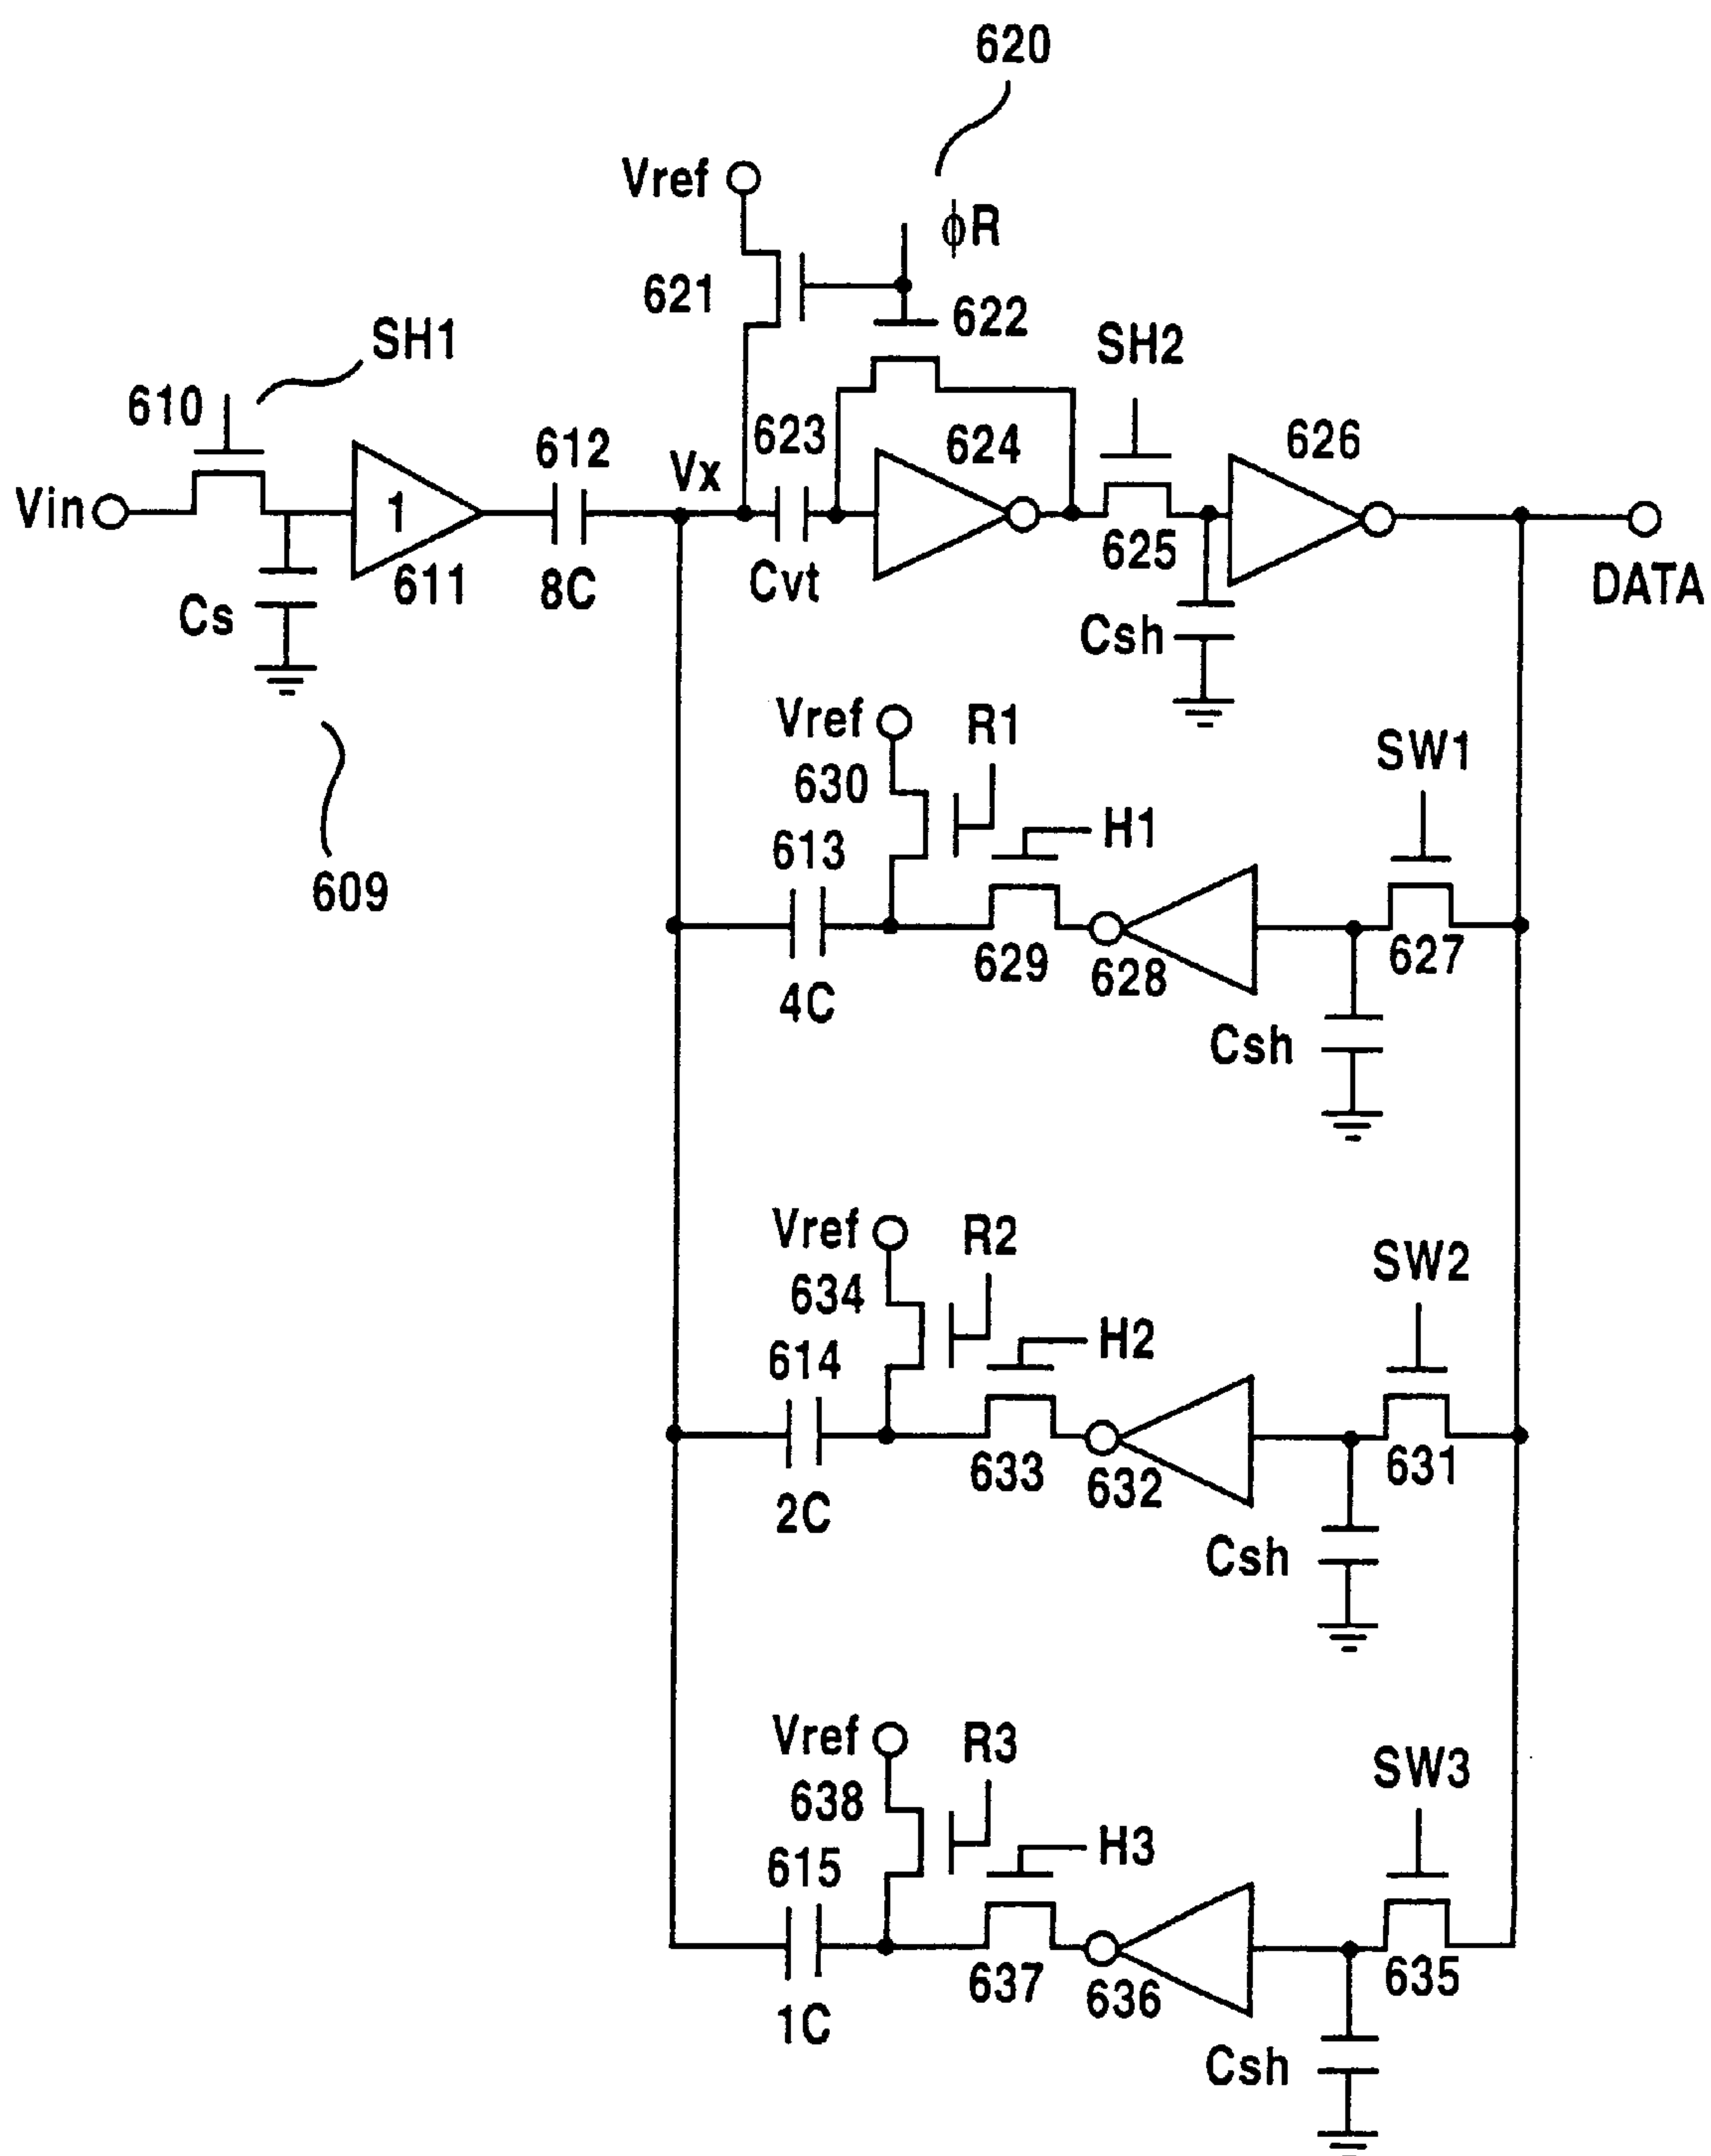 620
Vref
ϕR
621
622
SH1
SH2
610
623
624
626
612
Vx
Vin
1
625
611
8C
Cvt
DATA
Cs
Csh
Vref
R1
SW1
630
H1
613
609
629
628
627
4C
Csh
Vref
R2
SW2
634
H2
614
633
632
631
2C
Csh
Vref
R3
SW3
638
H3
615
637
636
635
1C
Csh